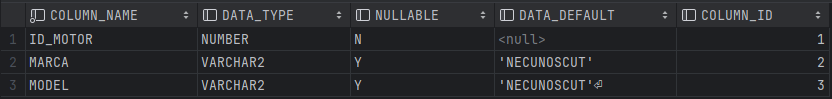 COLUMN_NAME DATA_TYPE NULLABLE DATA_DEFAULT COLUMN_ID
1 ID_MOTOR NUMBER N <null> 1
2 MARCA VARCHAR2 Y 'NECUNOSCUT' 2
3 MODEL VARCHAR2 Y 'NECUNOSCUT'⏎ 3